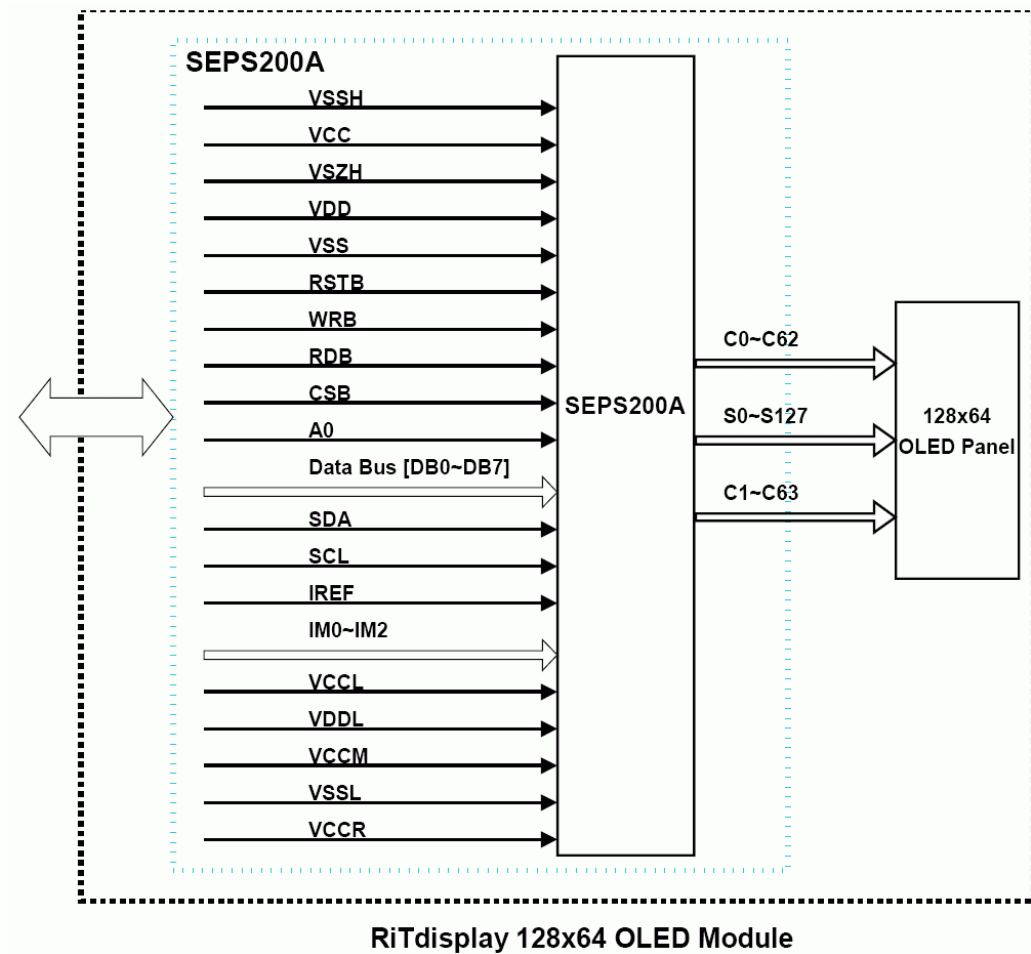 SEPS200A
VSSH
VCC
VSZH
VDD
VSS
RSTB
WRB
RDB
CSB
A0
Data Bus [DB0~DB7]
SDA
SCL
IREF
IM0~IM2
VCCL
VDDL
VCCM
VSSL
VCCR
SEPS200A
C0~C62
S0~S127
C1~C63
128x64
OLED Panel
RiTdisplay 128x64 OLED Module